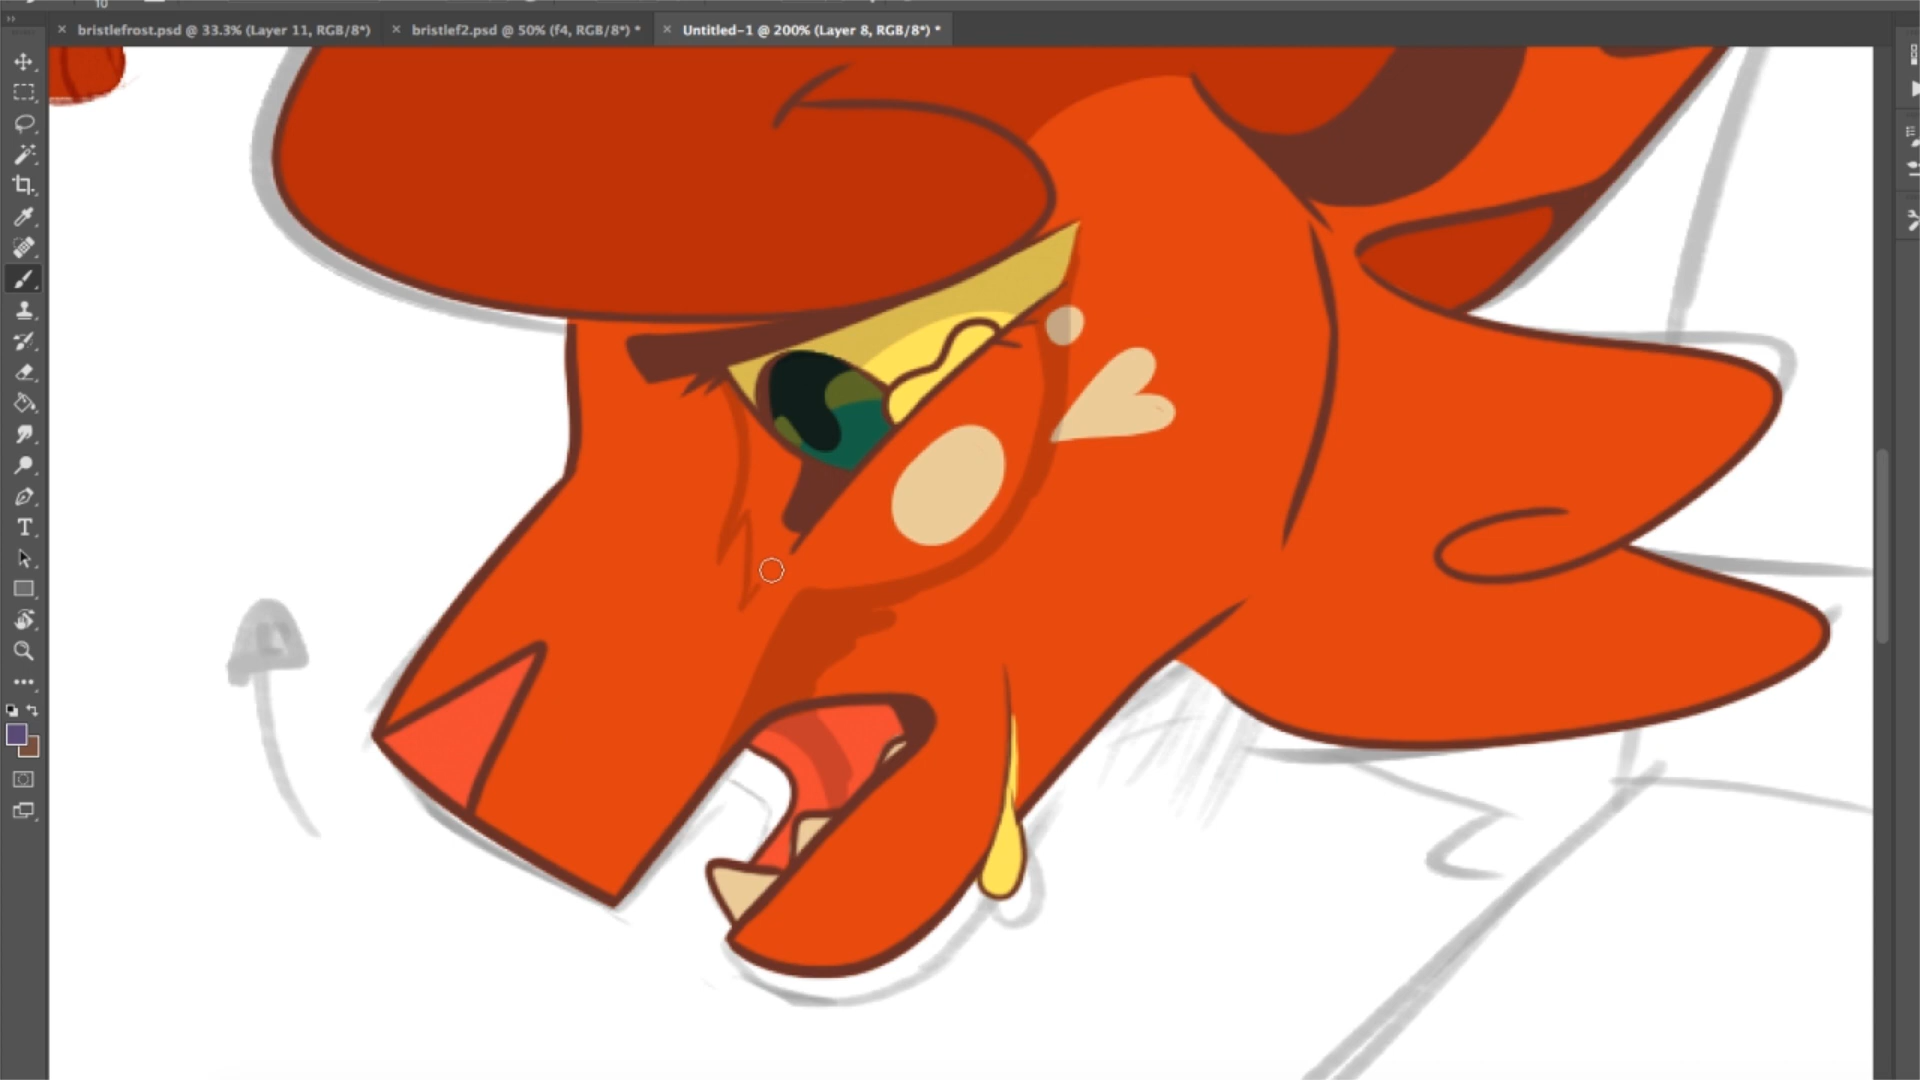 10
bristlefrost.psd @ 33.3% (Layer 11, RGB/8*)
bristlef2.psd @ 50% (f4, RGB/8*) *
Untitled-1 @ 200% (Layer 8, RGB/8*) *